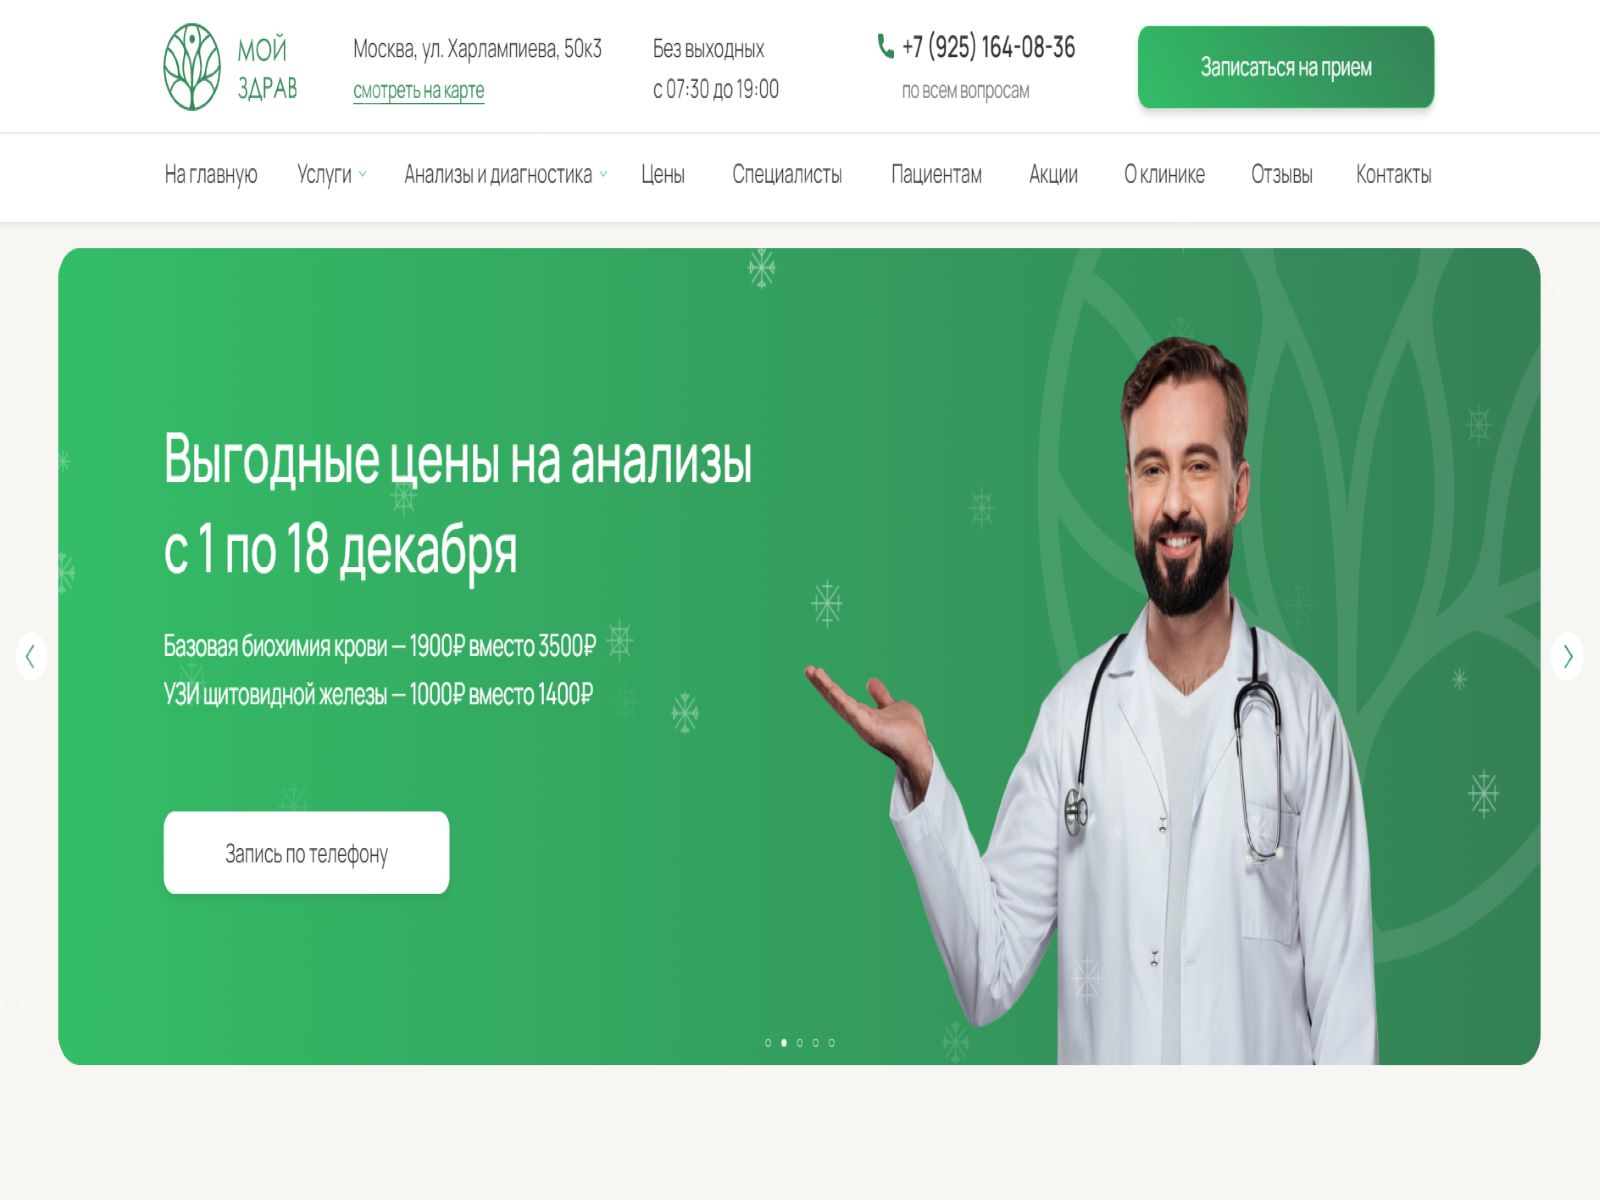 МОЙ
ЗДРАВ
Москва, ул. Харлампиева, 50к3
смотреть на карте
Без выходных
с 07:30 до 19:00
+7 (925) 164-08-36
по всем вопросам
Записаться на прием
На главную Услуги Анализы и диагностика Цены Специалисты Пациентам Акции О клинике Отзывы Контакты
Выгодные цены на анализы
с 1 по 18 декабря
Базовая биохимия крови – 1900₽ вместо 3500₽
УЗИ щитовидной железы – 1000₽ вместо 1400₽
Запись по телефону